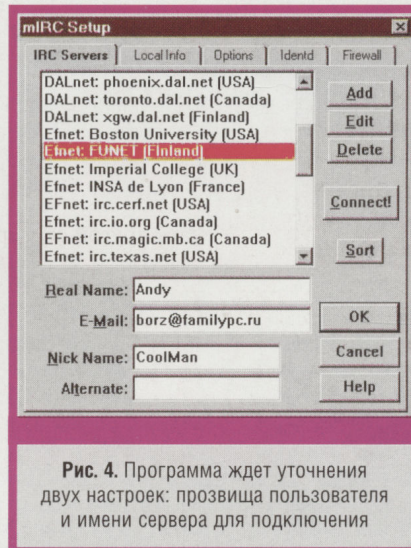 mIRC Setup
IRC Servers Local Info Options Identd Firewall
DALnet: phoenix.dal.net (USA)
DALnet: toronto.dal.net (Canada)
DALnet: xgw.dal.net (Finland)
Efnet: Boston University (USA)
Efnet: FUNET (Finland)
Efnet: Imperial College (UK)
Efnet: INSA de Lyon (France)
EFnet: irc.cerf.net (USA)
Efnet: irc.io.org (Canada)
EFnet: irc.magic.mb.ca (Canada)
Efnet: irc.texas.net (USA)
Add
Edit
Delete
Connect!
Sort
Real Name: Andy
E-Mail: borz@familypc.ru
Nick Name: CoolMan
Alternate:
OK
Cancel
Help
Рис. 4. Программа ждет уточнения
двух настроек: прозвища пользователя
и имени сервера для подключения